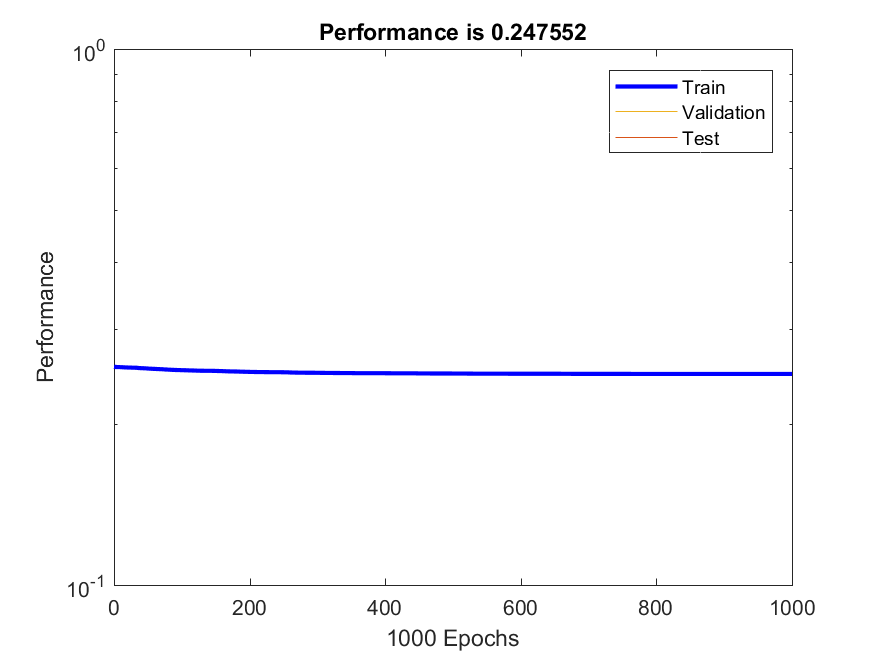 Performance is 0.247552
10^0
Train
Validation
Test
Performance
10^-1
0 200 400 600 800 1000
1000 Epochs